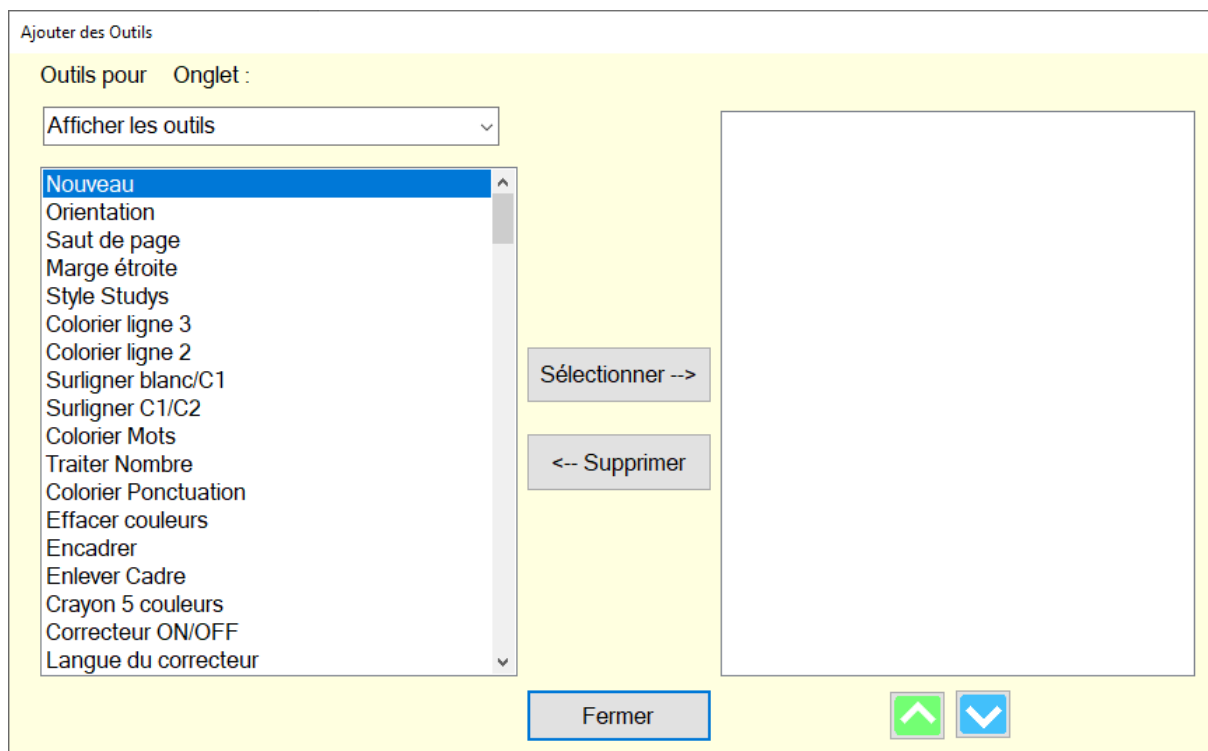 Ajouter des Outils
Outils pour Onglet :
Afficher les outils
Nouveau
Orientation
Saut de page
Marge étroite
Style Studys
Colorier ligne 3
Colorier ligne 2
Surligner blanc/C1
Surligner C1/C2
Colorier Mots
Traiter Nombre
Colorier Ponctuation
Effacer couleurs
Encadrer
Enlever Cadre
Crayon 5 couleurs
Correcteur ON/OFF
Langue du correcteur
Sélectionner -->
<-- Supprimer
Fermer